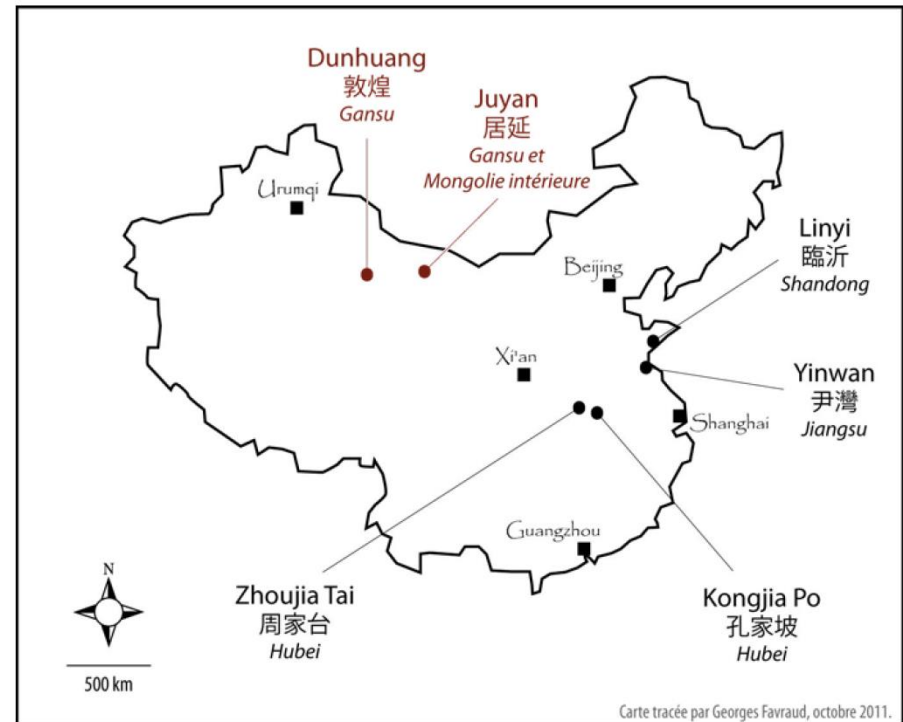 Dunhuang
敦煌
Gansu
Juyan
居延
Gansu et
Mongolie intérieure
Urumqi
Linyi
臨沂
Shandong
Beijing
Xi'an
Yinwan
尹灣
Jiangsu
Shanghai
Guangzhou
Zhoujia Tai
周家台
Hubei
Kongjia Po
孔家坡
Hubei
N
500 km
Carte tracée par Georges Favraud, octobre 2011.